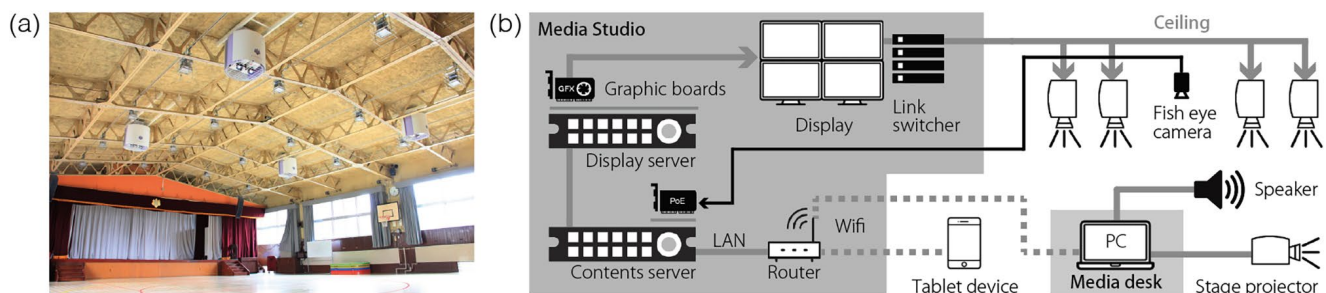 (a)
(b)
Media Studio
Ceiling
GFX
Graphic boards
Display
Link
switcher
Fish eye
camera
Display server
PoE
Speaker
LAN
Wifi
PC
Contents server
Router
Tablet device
Media desk
Stage projector